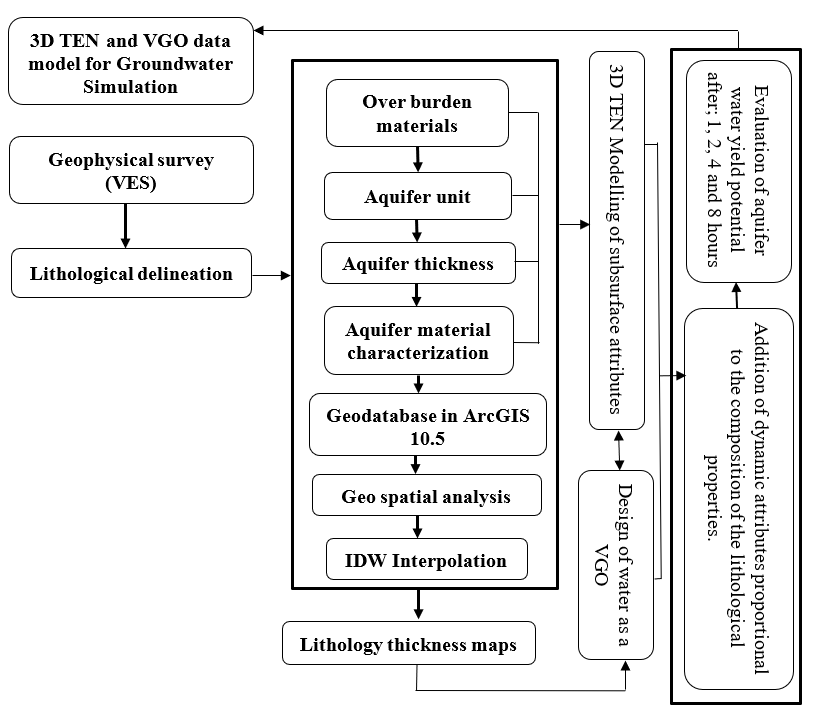 3D TEN and VGO data
model for Groundwater
Simulation
Geophysical survey
(VES)
Lithological delineation
Over burden
materials
Aquifer unit
Aquifer thickness
Aquifer material
characterization
Geodatabase in ArcGIS
10.5
Geo spatial analysis
IDW Interpolation
Lithology thickness maps
3D TEN Modelling of subsurface attributes
Design of water as a
VGO
Evaluation of aquifer
water yield potential
after; 1, 2, 4 and 8 hours
Addition of dynamic attributes proportional
to the composition of the lithological
properties.